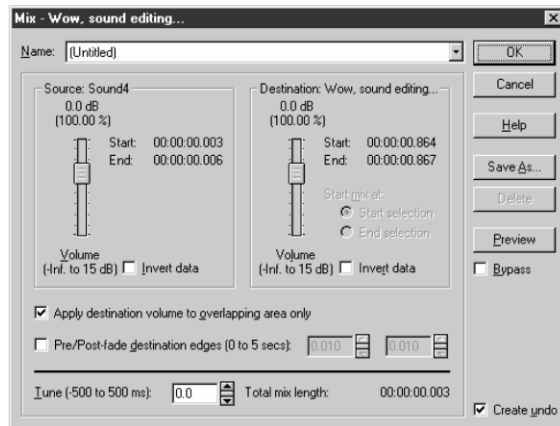 Mix - Wow, sound editing...
Name: (Untitled)
OK
Cancel
Help
Save As...
Delete
Preview
Bypass
Create undo
Source: Sound4
0.0 dB
(100.00 %)
Start: 00:00:00.003
End: 00:00:00.006
Volume
(-Inf. to 15 dB) Invert data
Destination: Wow, sound editing...
0.0 dB
(100.00 %)
Start: 00:00:00.864
End: 00:00:00.867
Start mix at:
Start selection
End selection
Volume
(-Inf. to 15 dB) Invert data
Apply destination volume to overlapping area only
Pre/Post-fade destination edges (0 to 5 secs): 0.010 0.010
Tune (-500 to 500 ms): 0.0 Total mix length: 00:00:00.003